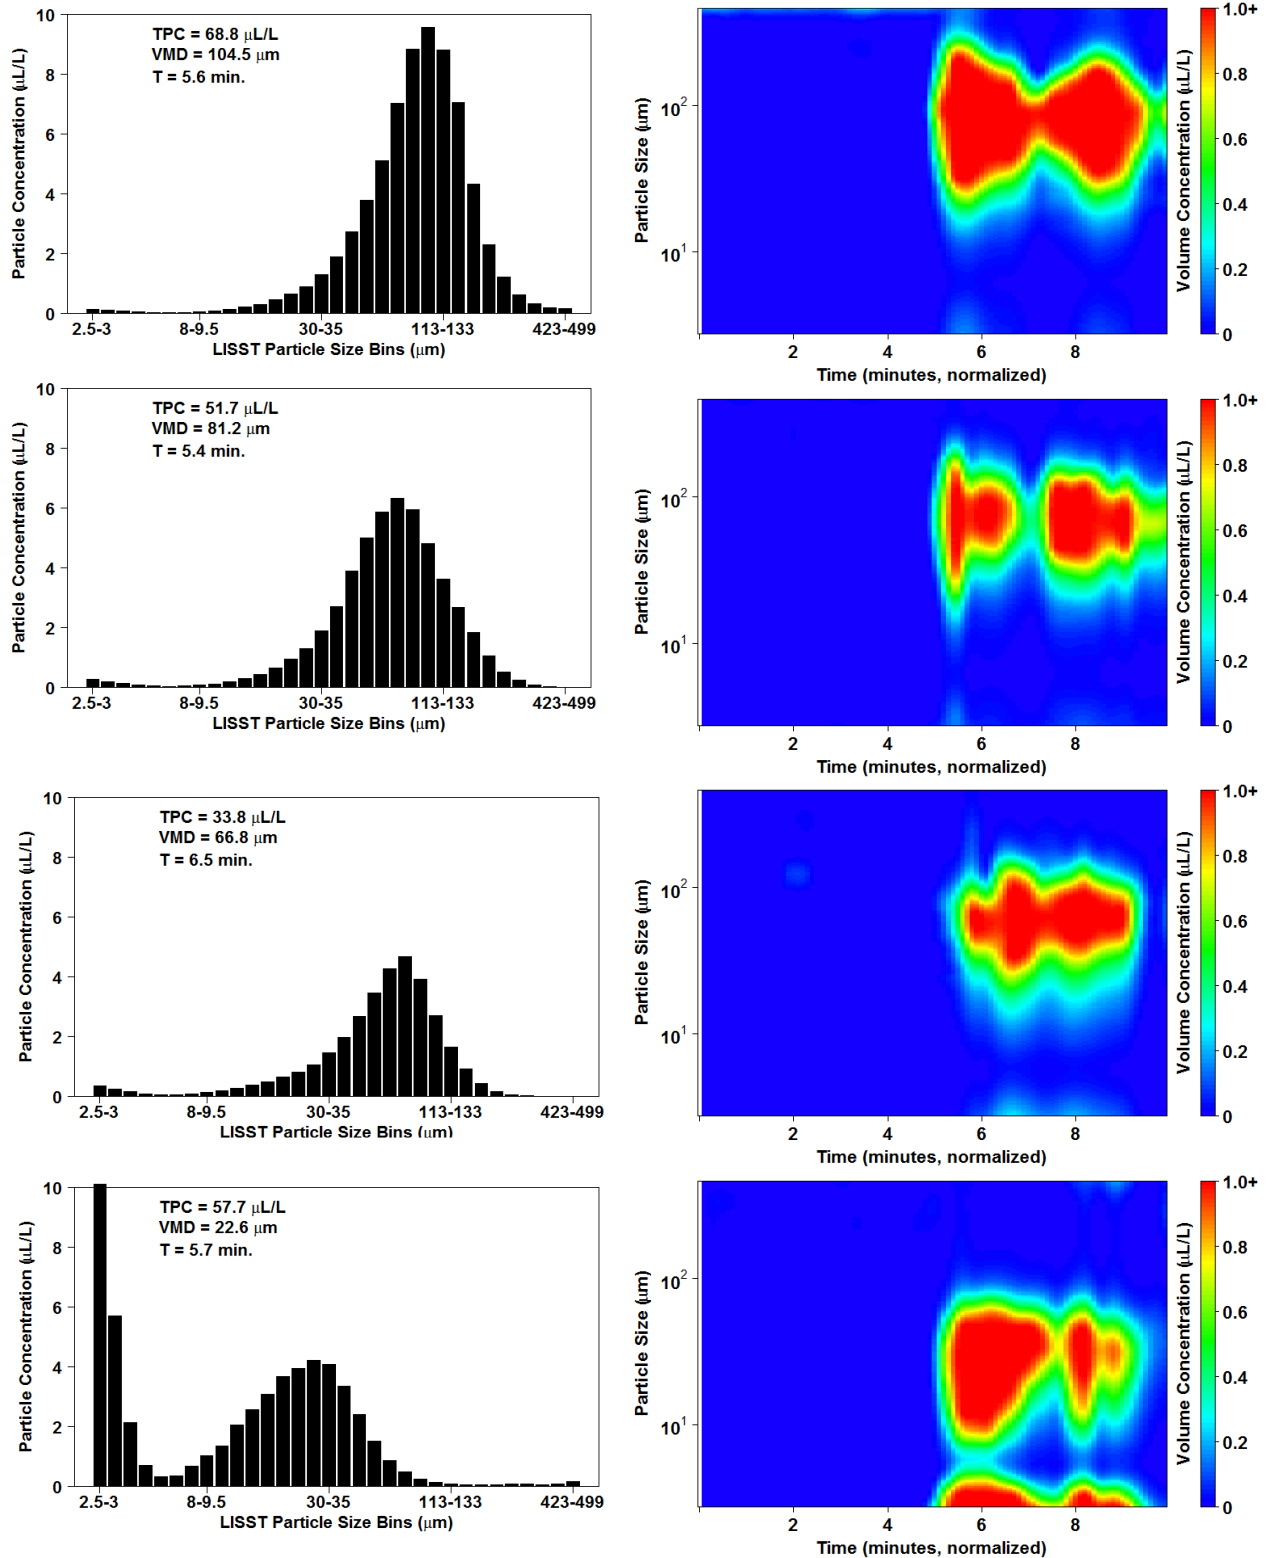 TPC = 68.8 μL/L
VMD = 104.5 μm
T = 5.6 min.
Particle Concentration (μL/L)
10
8
6
4
2
0
2.5-3 8-9.5 30-35 113-133 423-499
LISST Particle Size Bins (μm)
Particle Size (μm)
10²
10¹
2 4 6 8
Time (minutes, normalized)
Volume Concentration (μL/L)
1.0+
0.8
0.6
0.4
0.2
0
TPC = 51.7 μL/L
VMD = 81.2 μm
T = 5.4 min.
Particle Concentration (μL/L)
10
8
6
4
2
0
2.5-3 8-9.5 30-35 113-133 423-499
LISST Particle Size Bins (μm)
Particle Size (μm)
10²
10¹
2 4 6 8
Time (minutes, normalized)
Volume Concentration (μL/L)
1.0+
0.8
0.6
0.4
0.2
0
TPC = 33.8 μL/L
VMD = 66.8 μm
T = 6.5 min.
Particle Concentration (μL/L)
10
8
6
4
2
0
2.5-3 8-9.5 30-35 113-133 423-499
LISST Particle Size Bins (μm)
Particle Size (μm)
10²
10¹
2 4 6 8
Time (minutes, normalized)
Volume Concentration (μL/L)
1.0+
0.8
0.6
0.4
0.2
0
TPC = 57.7 μL/L
VMD = 22.6 μm
T = 5.7 min.
Particle Concentration (μL/L)
10
8
6
4
2
0
2.5-3 8-9.5 30-35 113-133 423-499
LISST Particle Size Bins (μm)
Particle Size (μm)
10²
10¹
2 4 6 8
Time (minutes, normalized)
Volume Concentration (μL/L)
1.0+
0.8
0.6
0.4
0.2
0